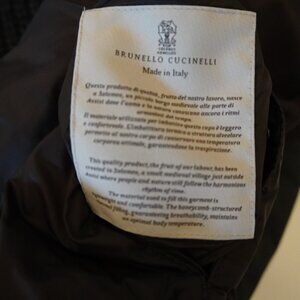 BRUNELLO CUCINELLI
Made in Italy
Questo prodotto di qualità, frutto del nostro lavoro, nasce
a Solomeo, un piccolo borgo medievale alle porte di
Assisi dove l'uomo e la natura conoscono ancora i ritmi
armoniosi del tempo.
Il materiale utilizzato per imbottire questo capo è leggero
e confortevole. L'imbottitura termica a struttura alveolare
permette al nostro corpo di conservare una temperatura
corporea ottimale, garantendone la traspirabilità.
This quality product, the fruit of our labour, has been
created in Solomeo, a small medieval village just outside
Assisi where people and nature still follow the harmonious
rhythm of time.
The material used to fill this garment is
and comfortable. The honeycomb-structured
filling, guaranteeing breathability, maintains
an optimal body temperature.